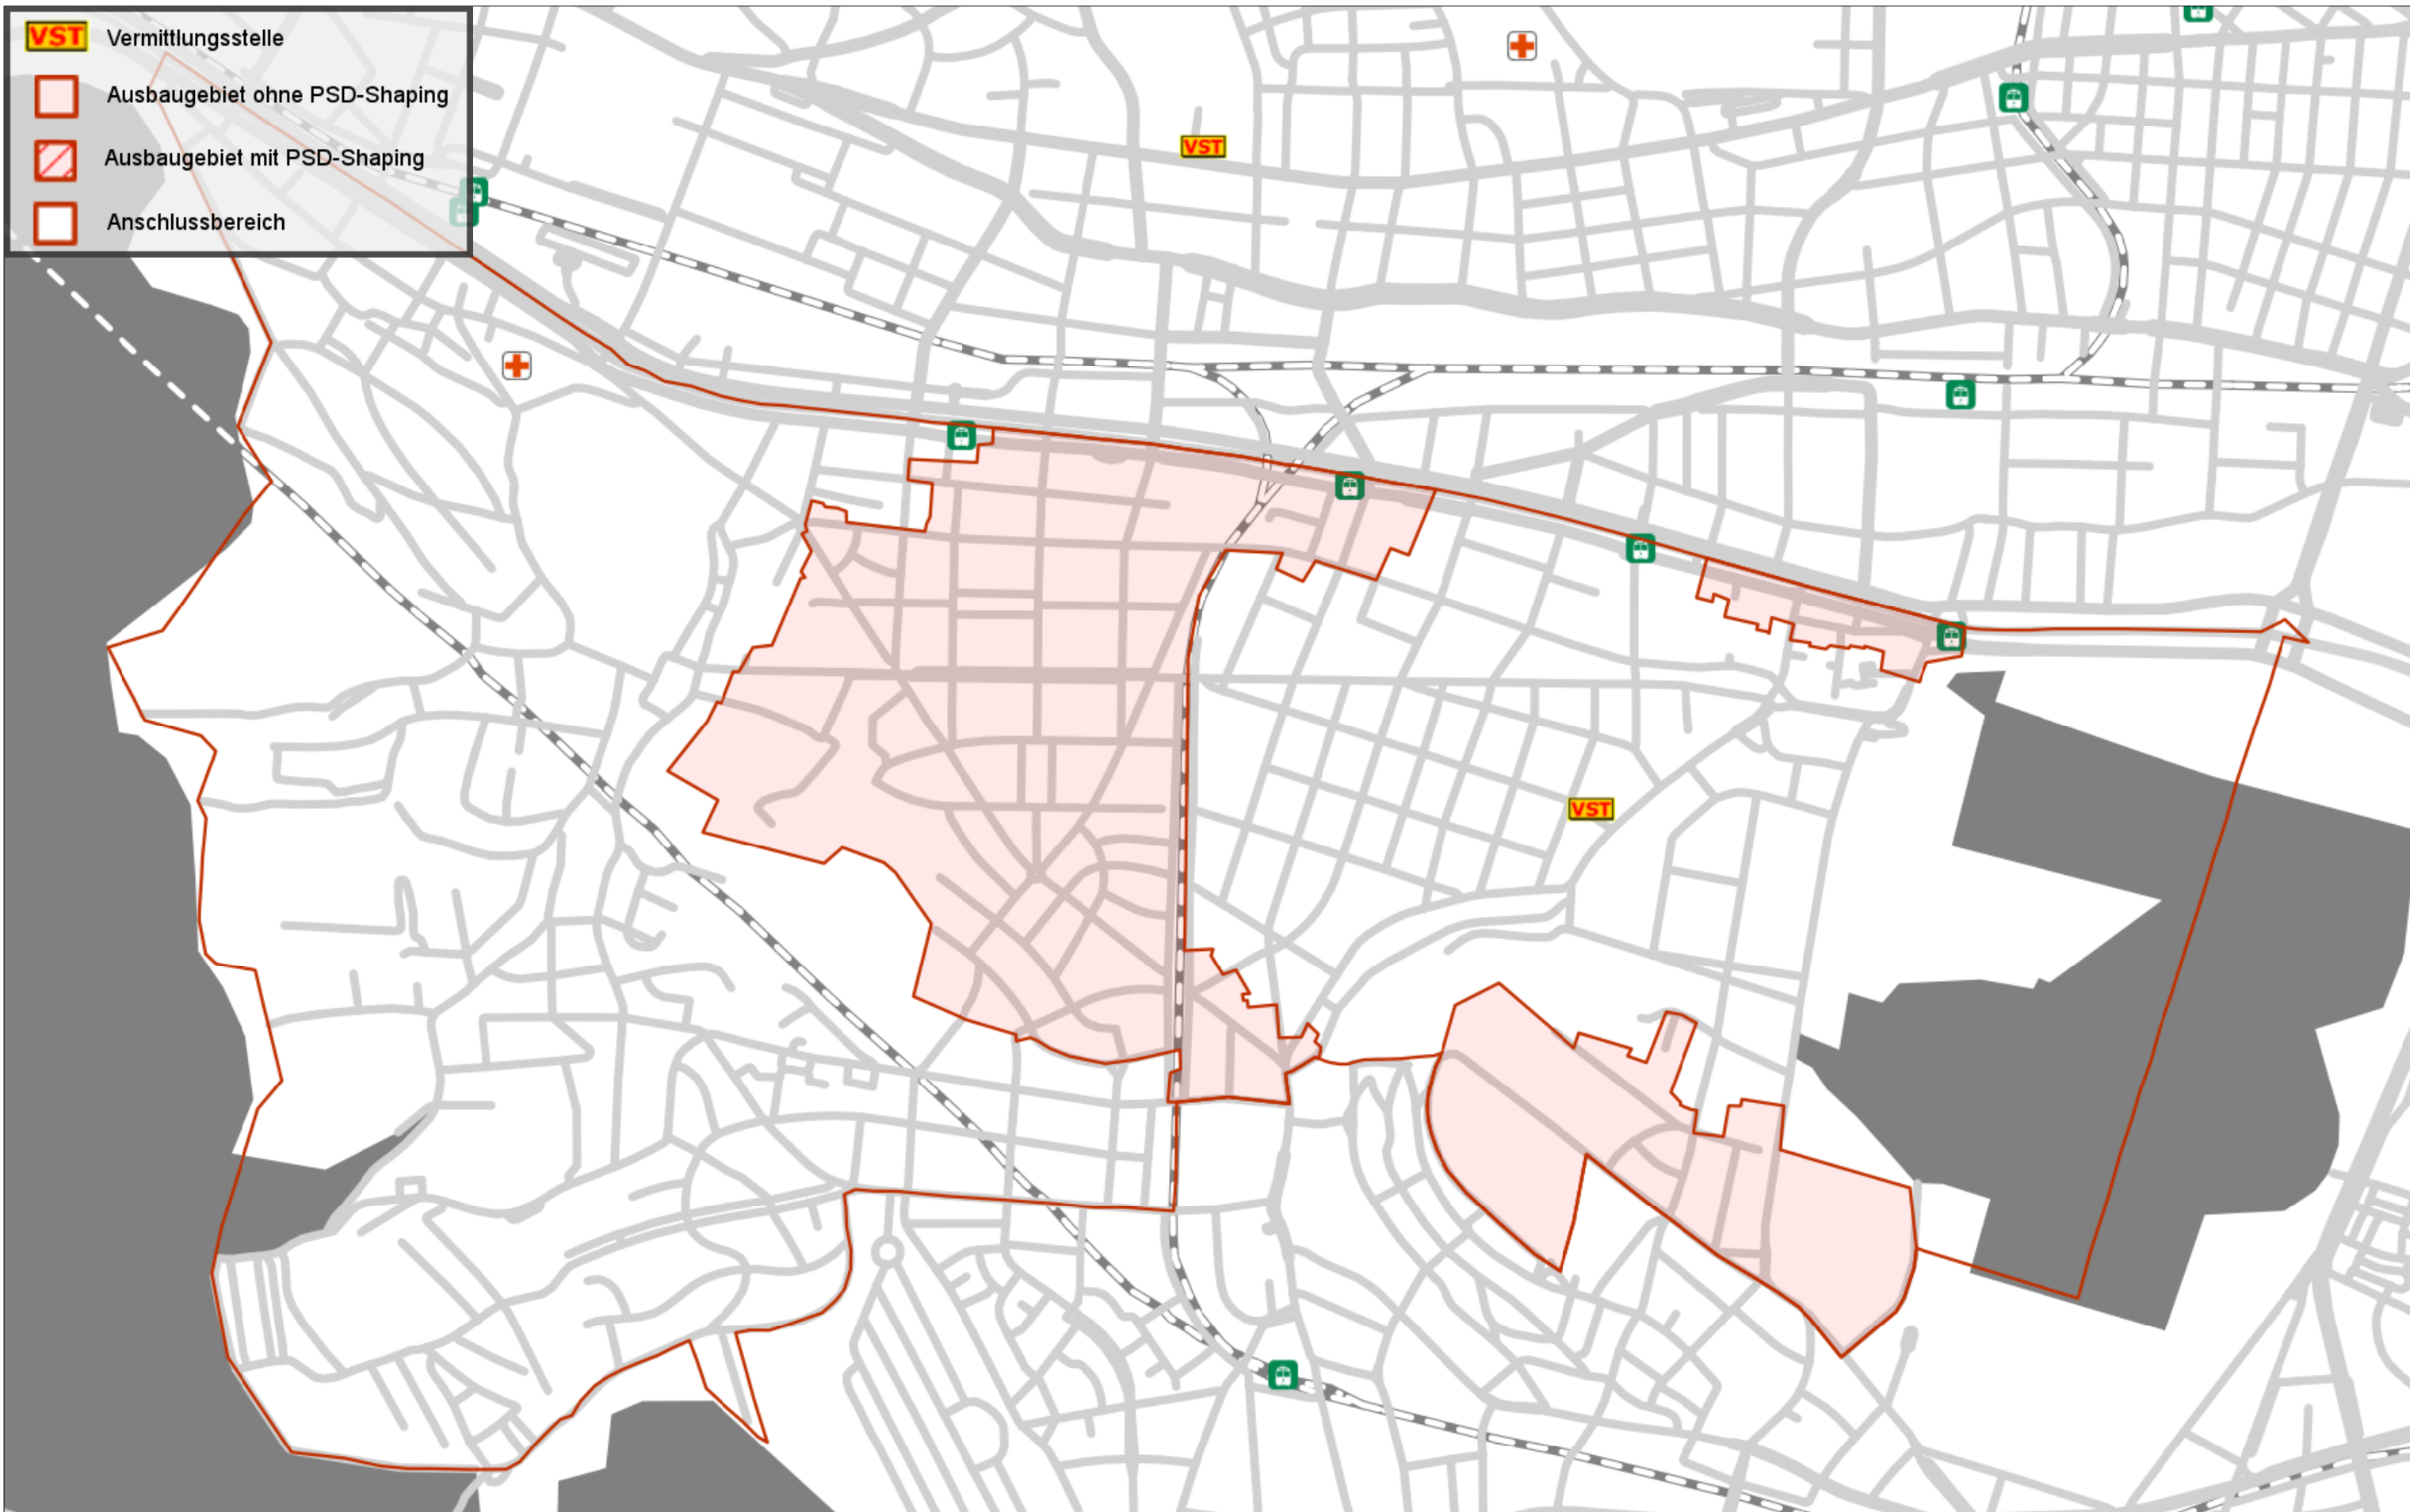 VST Vermittlungsstelle
Ausbaugebiet ohne PSD-Shaping
Ausbaugebiet mit PSD-Shaping
Anschlussbereich
VST
VST